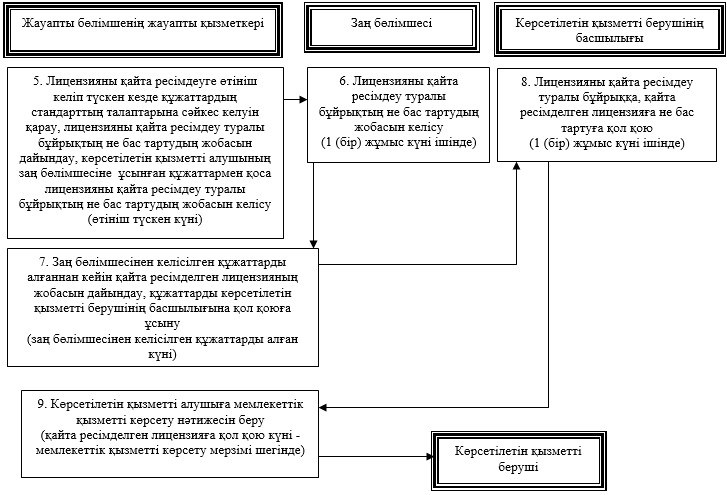 Жауапты бөлімшенің жауапты қызметкері
Заң бөлімшесі
Көрсетілетін қызметті берушінің
басшылығы
5. Лицензияны қайта ресімдеуге өтініш
келіп түскен кезде құжаттардың
стандарттың талаптарына сәйкес келуін
қарау, лицензияны қайта ресімдеу туралы
бұйрықтың не бас тартудың жобасын
дайындау, көрсетілетін қызметті алушының
заң бөлімшесіне ұсынған құжаттармен қоса
лицензияны қайта ресімдеу туралы
бұйрықтың не бас тартудың жобасын келісу
(өтініш түскен күні)
6. Лицензияны қайта
ресімдеу туралы
бұйрықтың не бас тартудың
жобасын келісу
(1 (бір) жұмыс күні ішінде)
8. Лицензияны қайта ресімдеу
туралы бұйрыққа, қайта
ресімделген лицензияға не бас
тартуға қол қою
(1 (бір) жұмыс күні ішінде)
7. Заң бөлімшесінен келісілген құжаттарды
алғаннан кейін қайта ресімделген лицензияның
жобасын дайындау, құжаттарды көрсетілетін
қызметті берушінің басшылығына қол қоюға
ұсыну
(заң бөлімшесінен келісілген құжаттарды алған
күні)
9. Көрсетілетін қызметті алушыға мемлекеттік
қызметті көрсету нәтижесін беру
(қайта ресімделген лицензияға қол қою күні -
мемлекеттік қызметті көрсету мерзімі шегінде)
Көрсетілетін қызметті
беруші